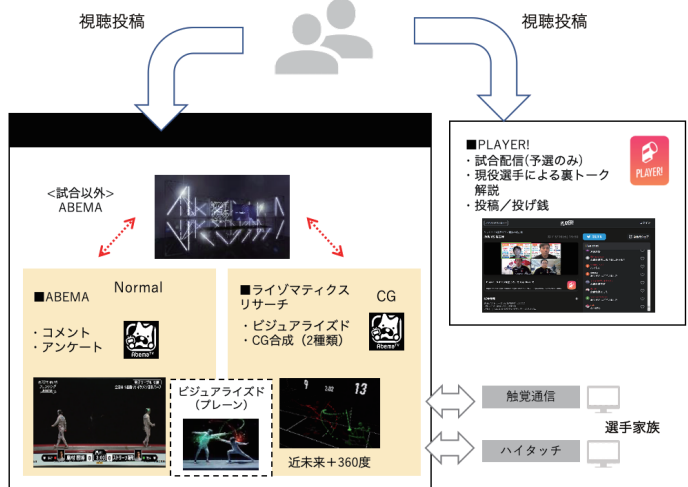 視聴投稿
視聴投稿
■PLAYER!
・試合配信(予選のみ)
・現役選手による裏トーク
解説
・投稿／投げ銭
PLAYER!
<試合以外>
ABEMA
■ABEMA
Normal
・コメント
・アンケート
AbemaTV
■ライゾマティクス
リサーチ
CG
・ビジュアライズド
・CG合成（2種類）
AbemaTV
ビジュアライズド
（プレーン）
9
13
近未来＋360度
触覚通信
ハイタッチ
選手家族